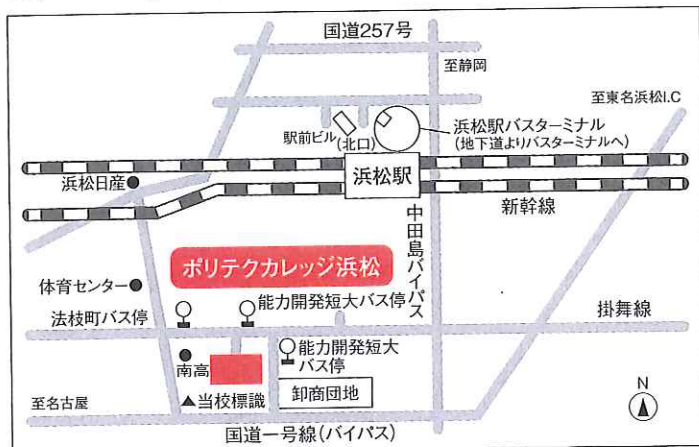 国道257号
至静岡
至東名浜松I.C
駅前ビル
(北口)
浜松駅バスターミナル
(地下道よりバスターミナルへ)
浜松駅
浜松日産
新幹線
中田島バイパス
ポリテクカレッジ浜松
体育センター
能力開発短大バス停
法枝町バス停
掛舞線
能力開発短大
バス停
南高
当校標識
卸商団地
至名古屋
N
国道一号線(バイパス)